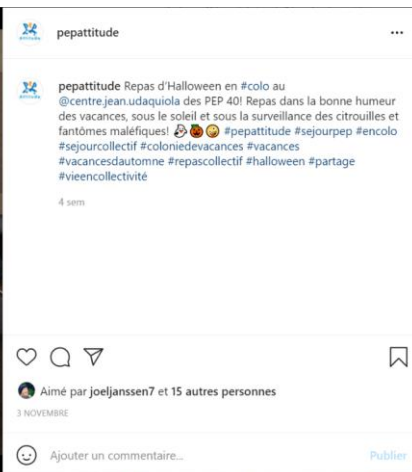 pepattitude
pepattitude Repas d'Halloween en #colo au
@centre.jean.udaquiola des PEP 40! Repas dans la bonne humeur
des vacances, sous le soleil et sous la surveillance des citrouilles et
fantômes maléfiques! 👻🎃😜 #pepattitude #sejourpep #encolo
#sejourcollectif #coloniedevacances #vacances
#vacancesdautomne #repascollectif #halloween #partage
#vieencollectivité
4 sem
Aimé par joeljanssen7 et 15 autres personnes
3 NOVEMBRE
Ajouter un commentaire... Publier